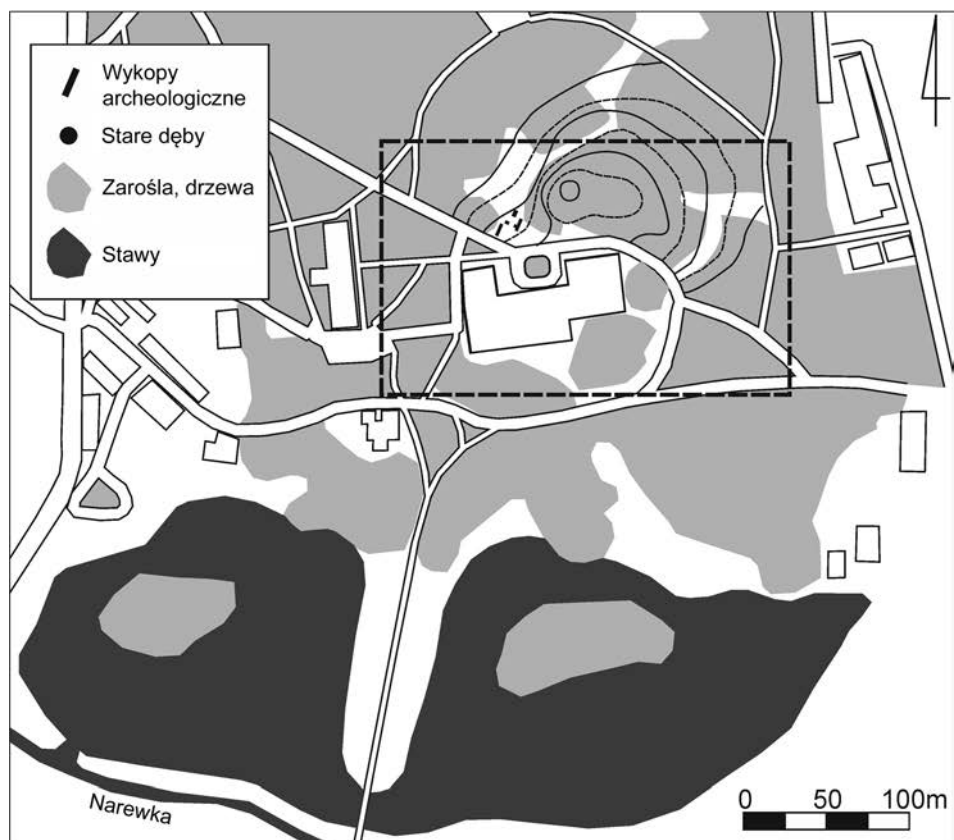 Wykopy
archeologiczne
Stare dęby
Zarośla, drzewa
Stawy
Narewka
0 50 100m